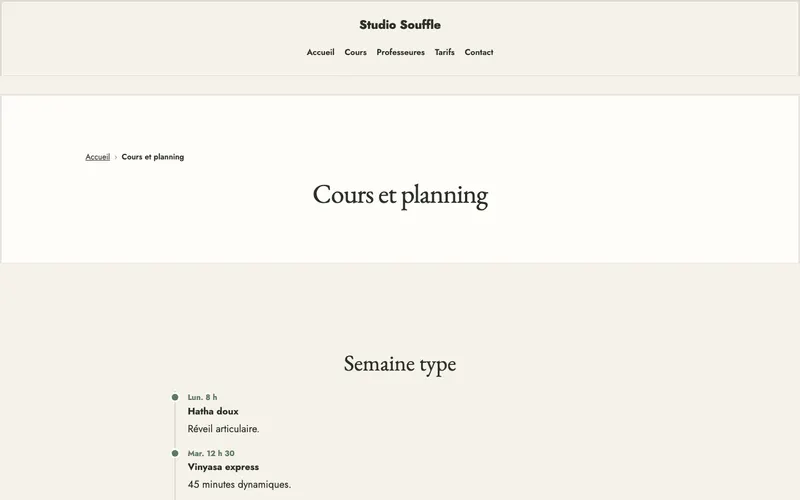 Studio Souffle
Accueil Cours Professeures Tarifs Contact
Accueil › Cours et planning
Cours et planning
Semaine type
Lun. 8 h
Hatha doux
Réveil articulaire.
Mar. 12 h 30
Vinyasa express
45 minutes dynamiques.